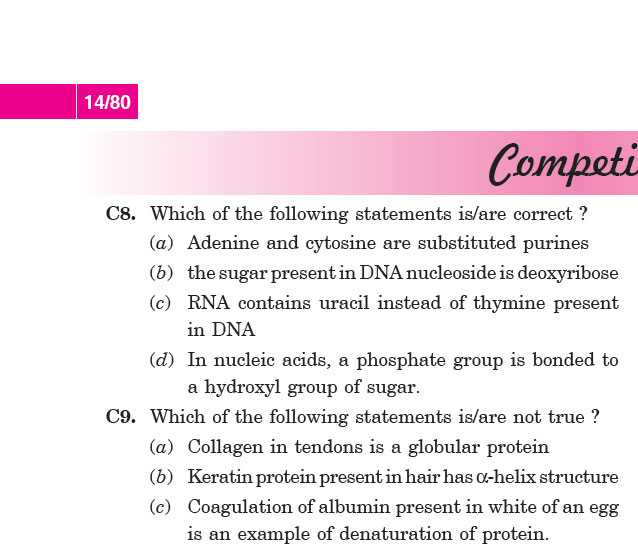 14/80
Competi
C8. Which of the following statements is/are correct ?
(a) Adenine and cytosine are substituted purines
(b) the sugar present in DNA nucleoside is deoxyribose
(c) RNA contains uracil instead of thymine present
in DNA
(d) In nucleic acids, a phosphate group is bonded to
a hydroxyl group of sugar.
C9. Which of the following statements is/are not true ?
(a) Collagen in tendons is a globular protein
(b) Keratin protein present in hair has α-helix structure
(c) Coagulation of albumin present in white of an egg
is an example of denaturation of protein.